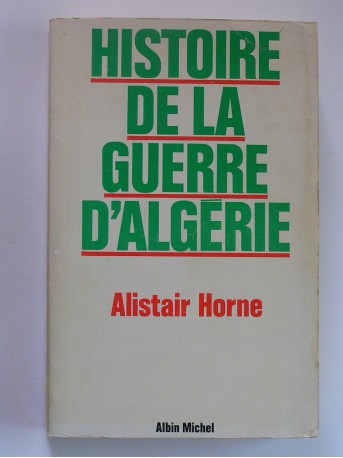 HISTOIRE
DE LA
GUERRE
D'ALGÉRIE
Alistair Horne
Albin Michel